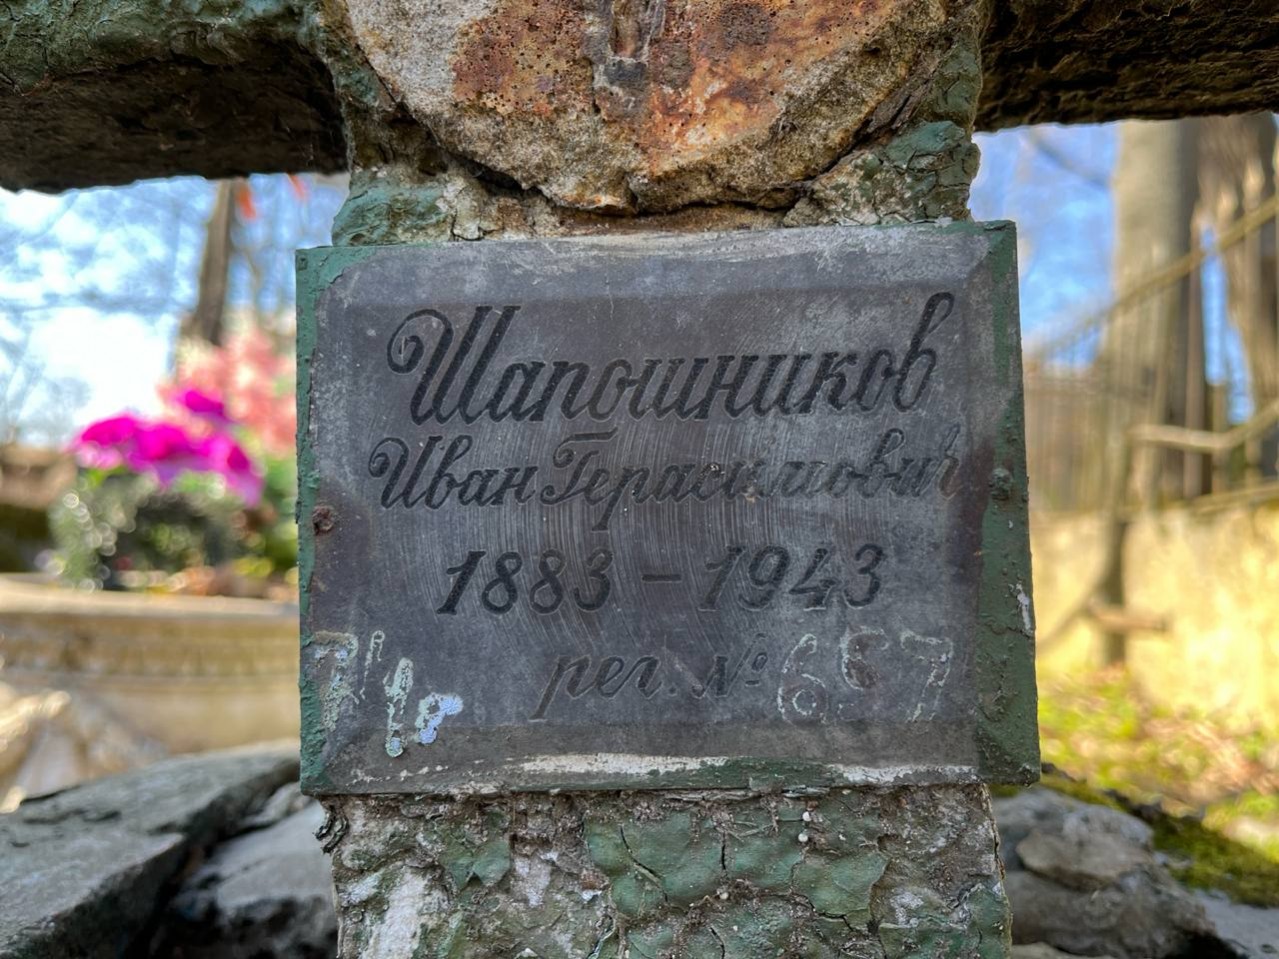 Шапошников
Иван Герасимович
1883 – 1943
рег. № 667